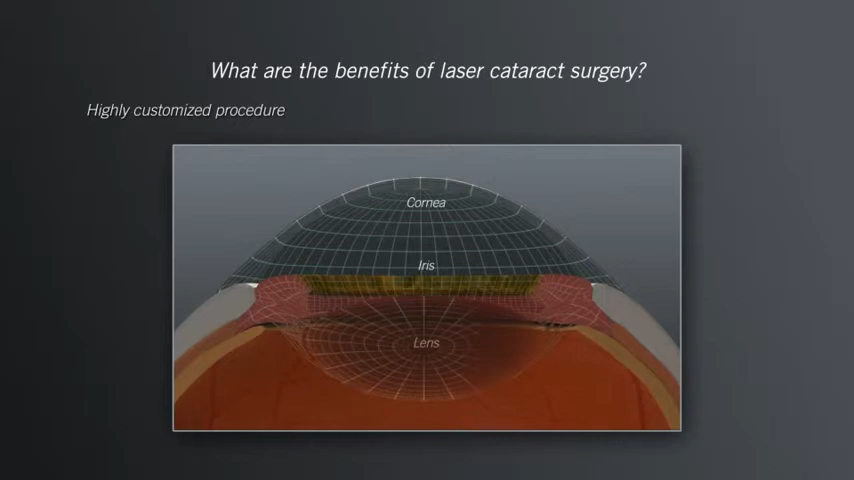 What are the benefits of laser cataract surgery?
Highly customized procedure
Cornea
Iris
Lens